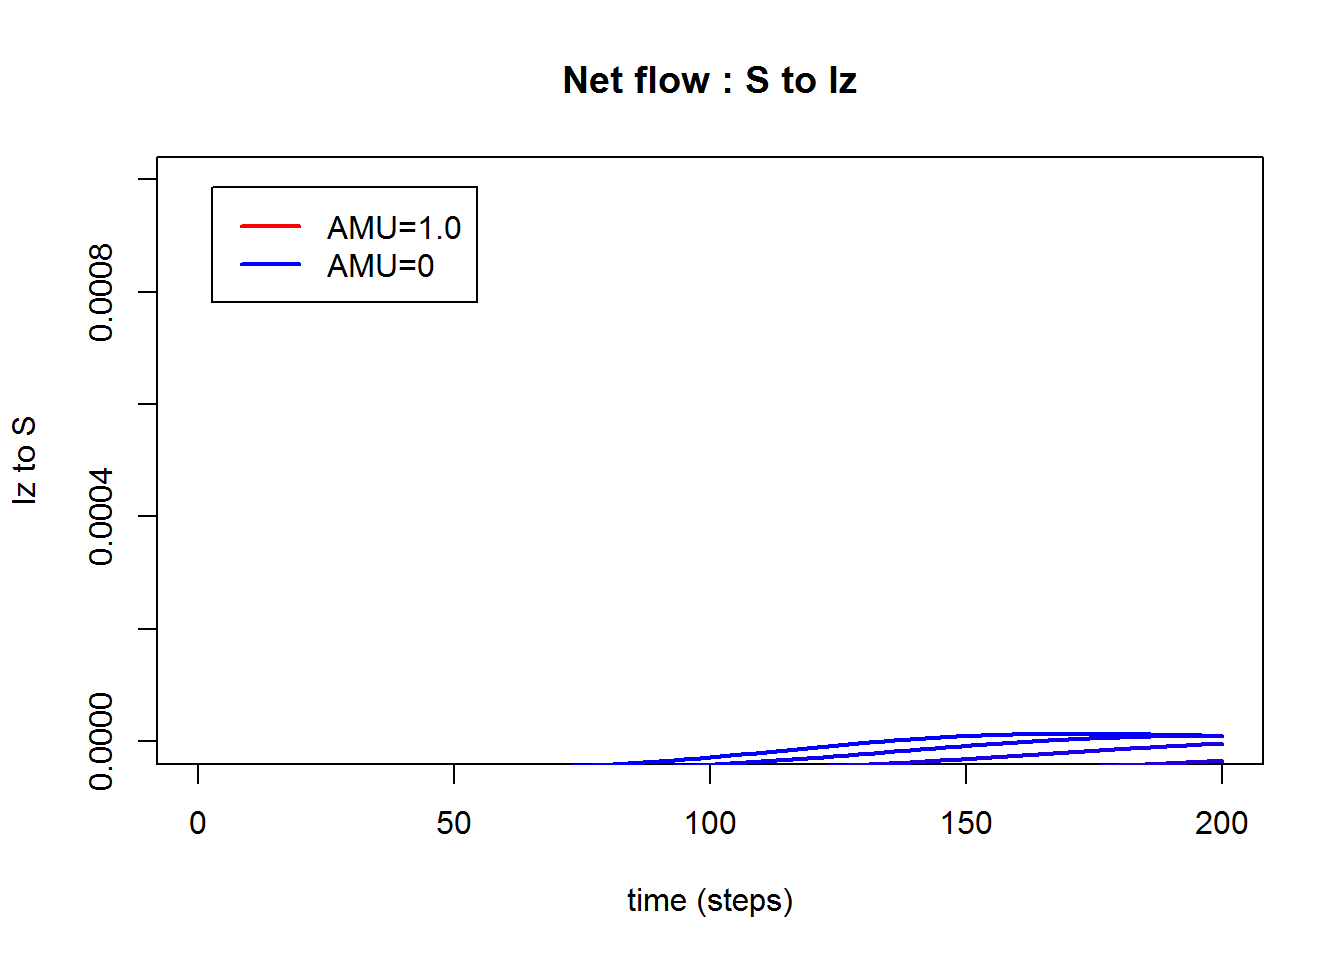 Net flow : S to Iz
AMU=1.0
AMU=0
Iz to S
0.0008
0.0004
0.0000
0 50 100 150 200
time (steps)